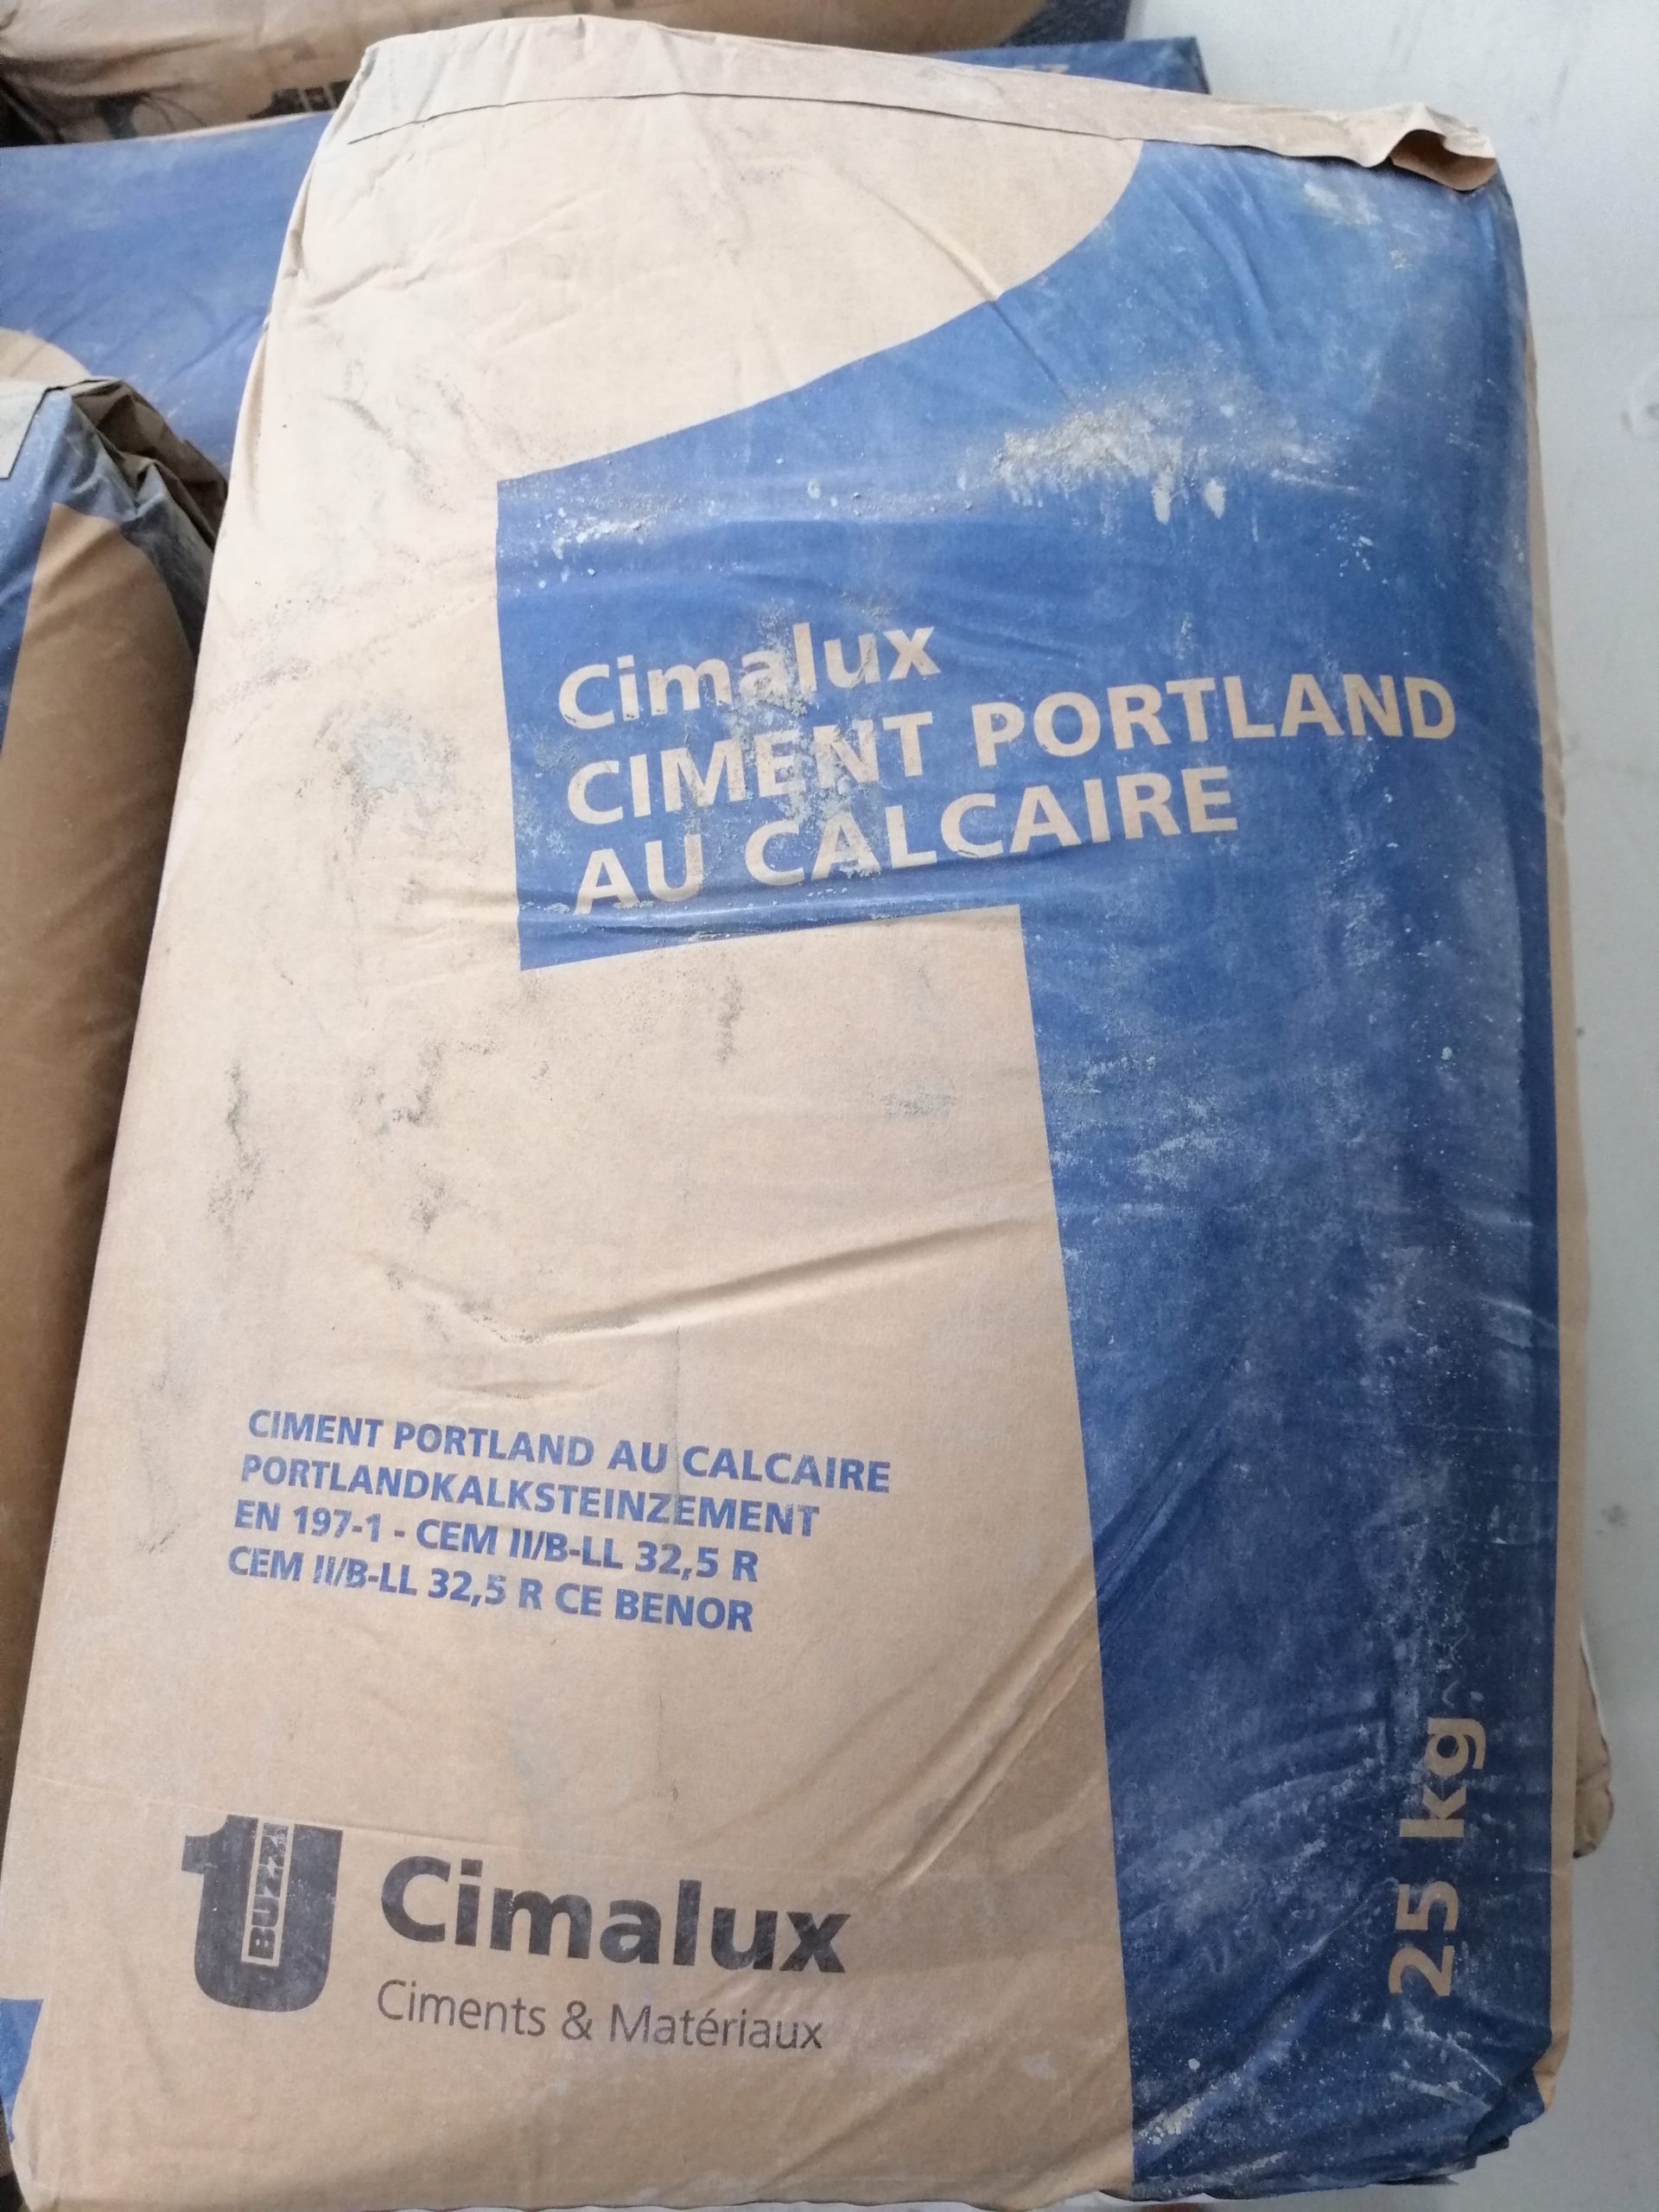 Cimalux
CIMENT PORTLAND
AU CALCAIRE
CIMENT PORTLAND AU CALCAIRE
PORTLANDKALKSTEINZEMENT
EN 197-1 - CEM II/B-LL 32,5 R
CEM II/B-LL 32,5 R CE BENOR
BUZZI
Cimalux
Ciments & Matériaux
25 kg